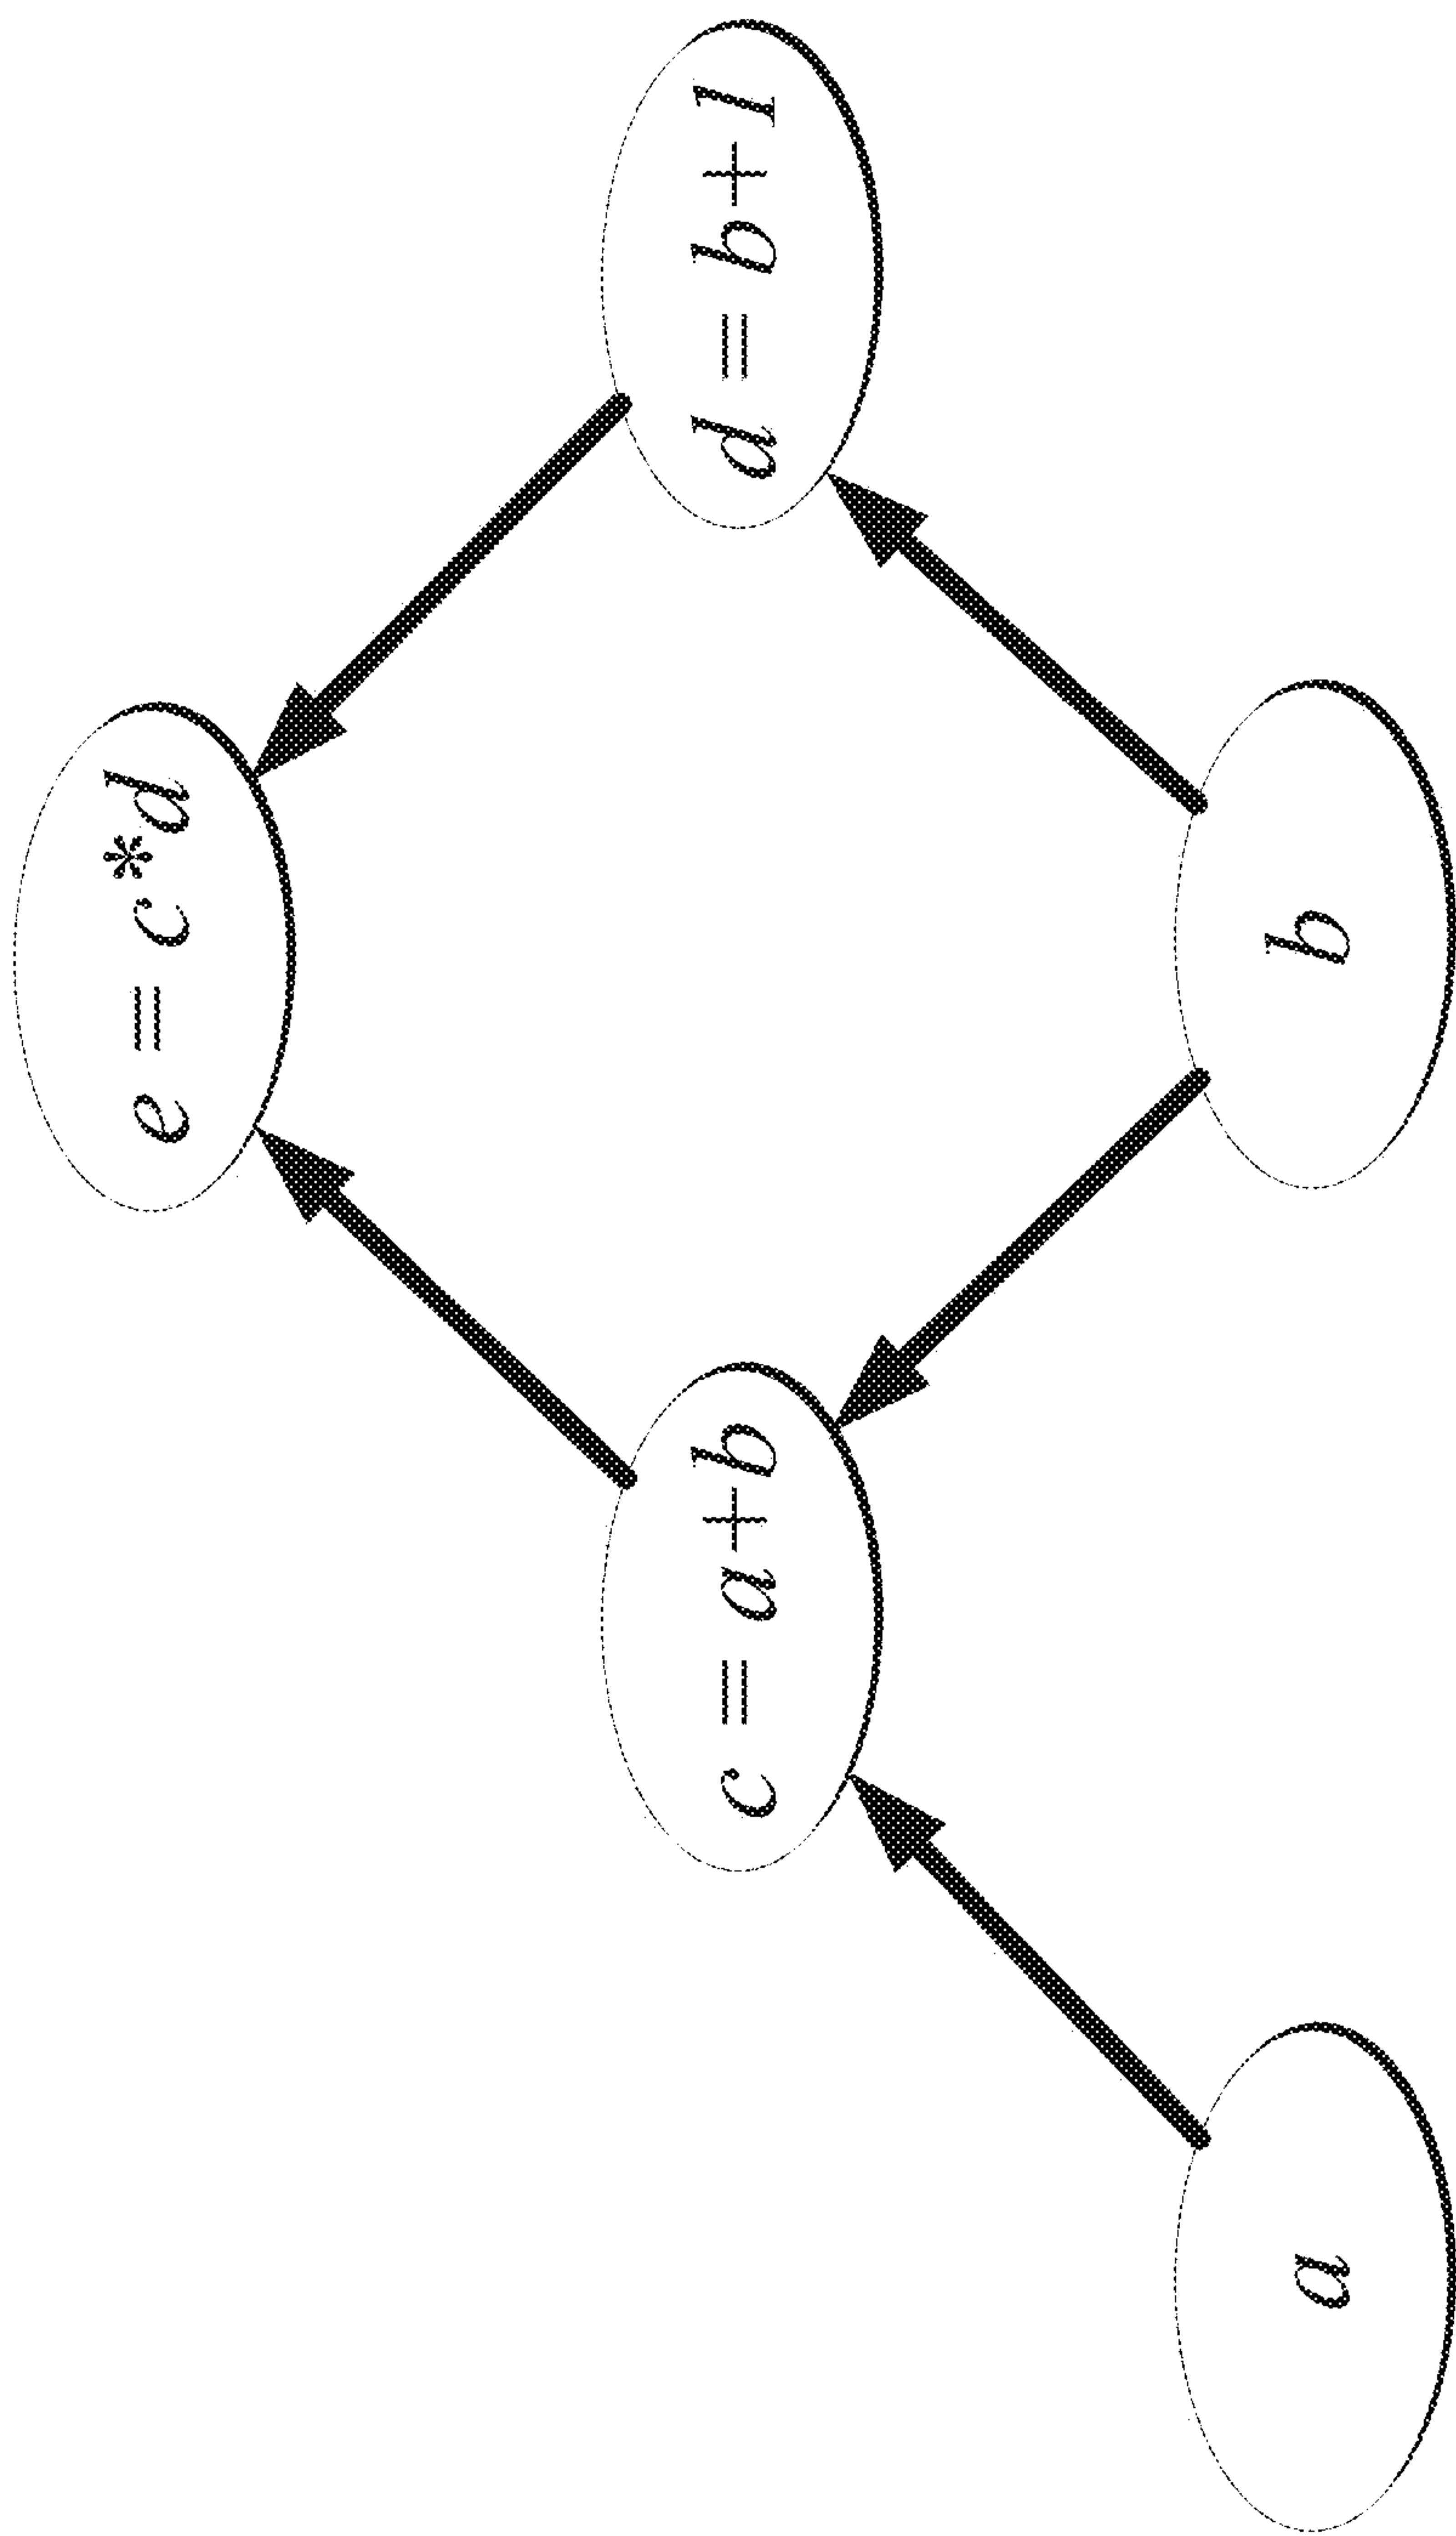 e = c*d
c = a+b
d = b+1
a
b